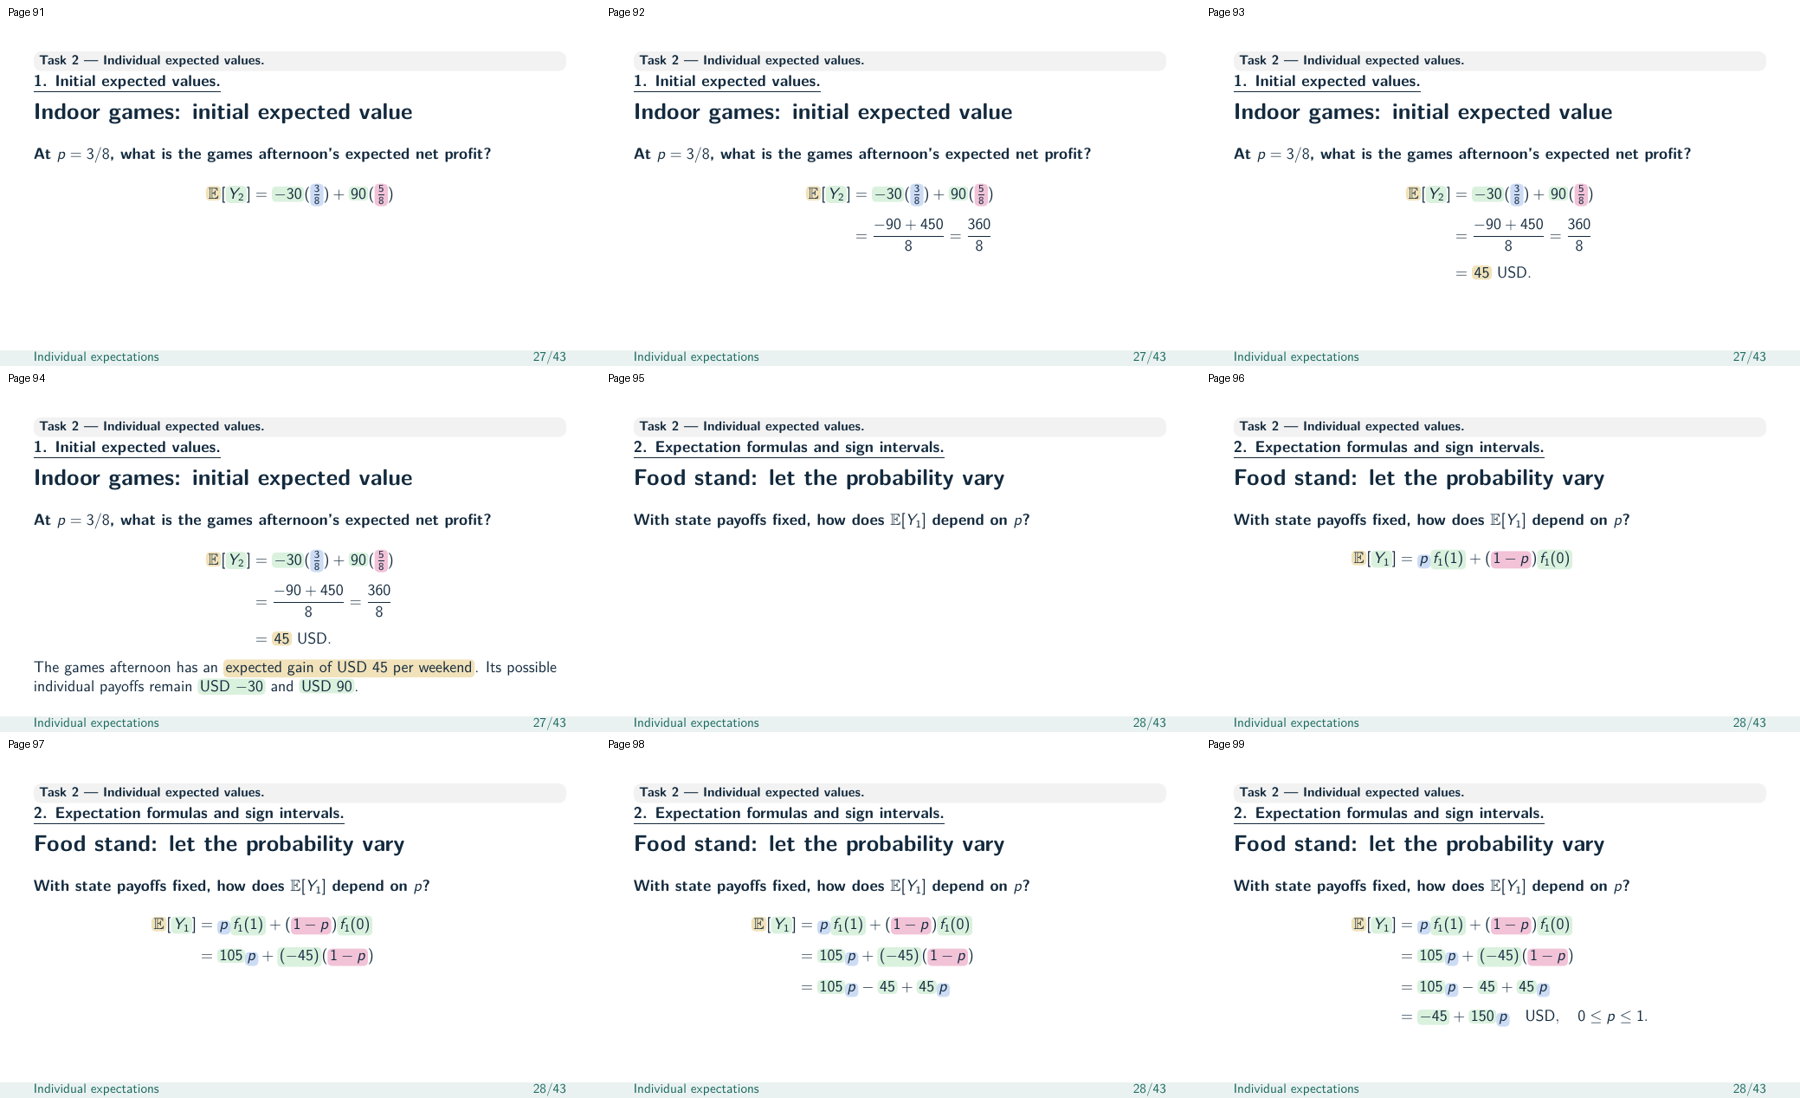 Page 91
Task 2 — Individual expected values.
1. Initial expected values.
Indoor games: initial expected value
At p = 3/8, what is the games afternoon's expected net profit?
𝔼[Y₂] = −30(3/8) + 90(5/8)
Individual expectations 27/43
Page 92
Task 2 — Individual expected values.
1. Initial expected values.
Indoor games: initial expected value
At p = 3/8, what is the games afternoon's expected net profit?
𝔼[Y₂] = −30(3/8) + 90(5/8)
= (−90 + 450)/8 = 360/8
Individual expectations 27/43
Page 93
Task 2 — Individual expected values.
1. Initial expected values.
Indoor games: initial expected value
At p = 3/8, what is the games afternoon's expected net profit?
𝔼[Y₂] = −30(3/8) + 90(5/8)
= (−90 + 450)/8 = 360/8
= 45 USD.
Individual expectations 27/43
Page 94
Task 2 — Individual expected values.
1. Initial expected values.
Indoor games: initial expected value
At p = 3/8, what is the games afternoon's expected net profit?
𝔼[Y₂] = −30(3/8) + 90(5/8)
= (−90 + 450)/8 = 360/8
= 45 USD.
The games afternoon has an expected gain of USD 45 per weekend. Its possible
individual payoffs remain USD −30 and USD 90.
Individual expectations 27/43
Page 95
Task 2 — Individual expected values.
2. Expectation formulas and sign intervals.
Food stand: let the probability vary
With state payoffs fixed, how does 𝔼[Y₁] depend on p?
Individual expectations 28/43
Page 96
Task 2 — Individual expected values.
2. Expectation formulas and sign intervals.
Food stand: let the probability vary
With state payoffs fixed, how does 𝔼[Y₁] depend on p?
𝔼[Y₁] = p f₁(1) + (1 − p) f₁(0)
Individual expectations 28/43
Page 97
Task 2 — Individual expected values.
2. Expectation formulas and sign intervals.
Food stand: let the probability vary
With state payoffs fixed, how does 𝔼[Y₁] depend on p?
𝔼[Y₁] = p f₁(1) + (1 − p) f₁(0)
= 105 p + (−45)(1 − p)
Individual expectations 28/43
Page 98
Task 2 — Individual expected values.
2. Expectation formulas and sign intervals.
Food stand: let the probability vary
With state payoffs fixed, how does 𝔼[Y₁] depend on p?
𝔼[Y₁] = p f₁(1) + (1 − p) f₁(0)
= 105 p + (−45)(1 − p)
= 105 p − 45 + 45 p
Individual expectations 28/43
Page 99
Task 2 — Individual expected values.
2. Expectation formulas and sign intervals.
Food stand: let the probability vary
With state payoffs fixed, how does 𝔼[Y₁] depend on p?
𝔼[Y₁] = p f₁(1) + (1 − p) f₁(0)
= 105 p + (−45)(1 − p)
= 105 p − 45 + 45 p
= −45 + 150 p USD, 0 ≤ p ≤ 1.
Individual expectations 28/43